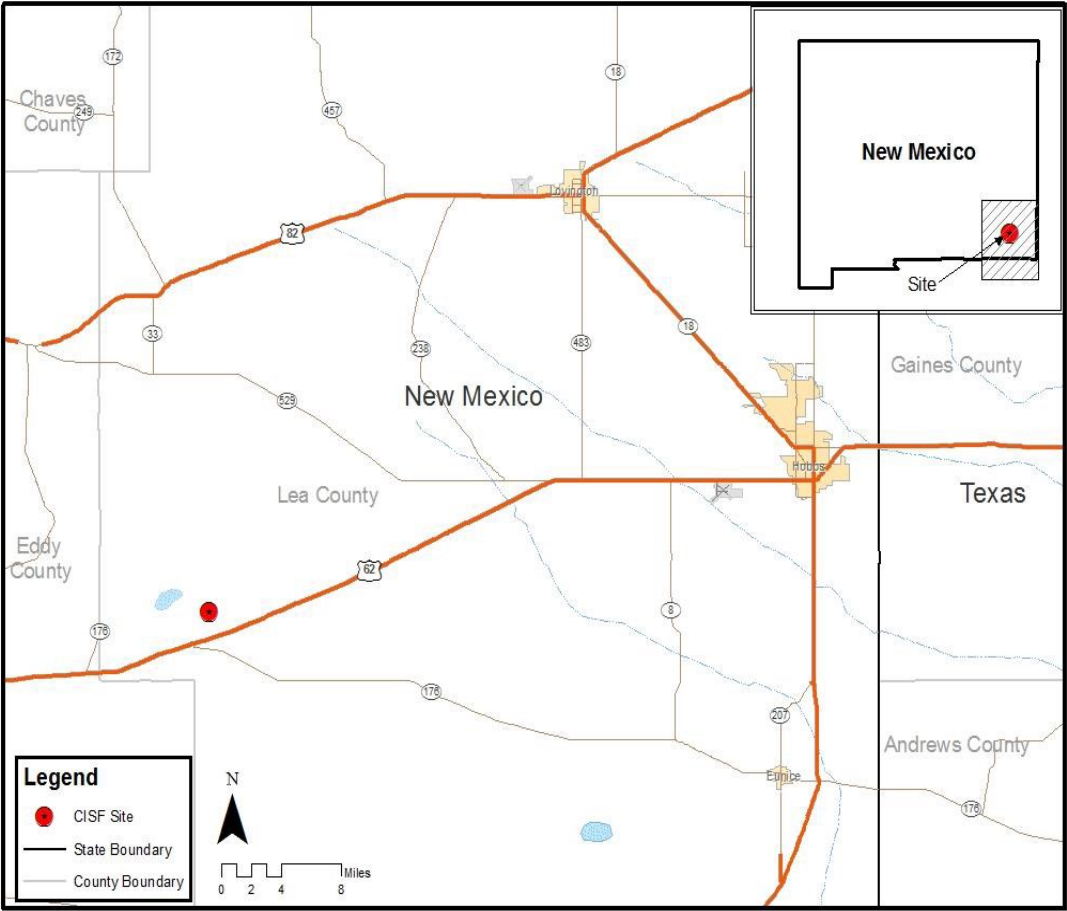 172
18
Chaves
County
249
457
New Mexico
Lovington
82
Site
33
238
483
18
Gaines County
New Mexico
529
Hobbs
Lea County
Texas
Eddy
County
62
8
176
176
207
Andrews County
Eunice
176
Legend
CISF Site
State Boundary
County Boundary
N
Miles
0 2 4 8